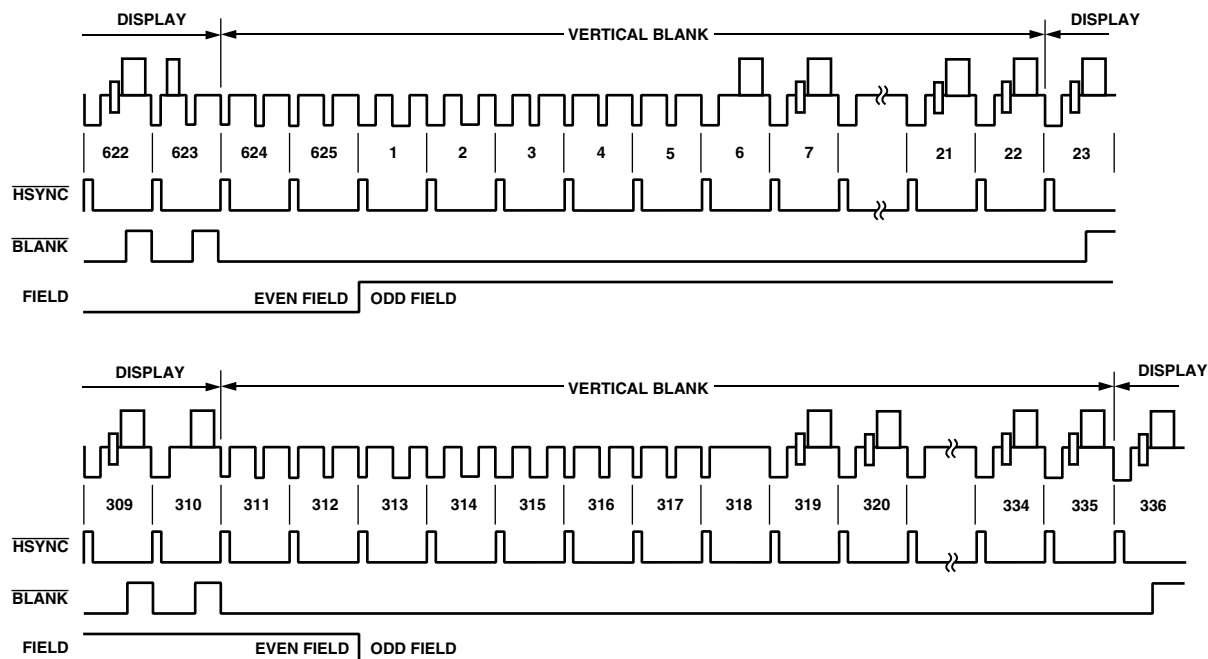 DISPLAY VERTICAL BLANK DISPLAY
622 623 624 625 1 2 3 4 5 6 7 21 22 23
HSYNC
BLANK
FIELD EVEN FIELD ODD FIELD
DISPLAY VERTICAL BLANK DISPLAY
309 310 311 312 313 314 315 316 317 318 319 320 334 335 336
HSYNC
BLANK
FIELD EVEN FIELD ODD FIELD